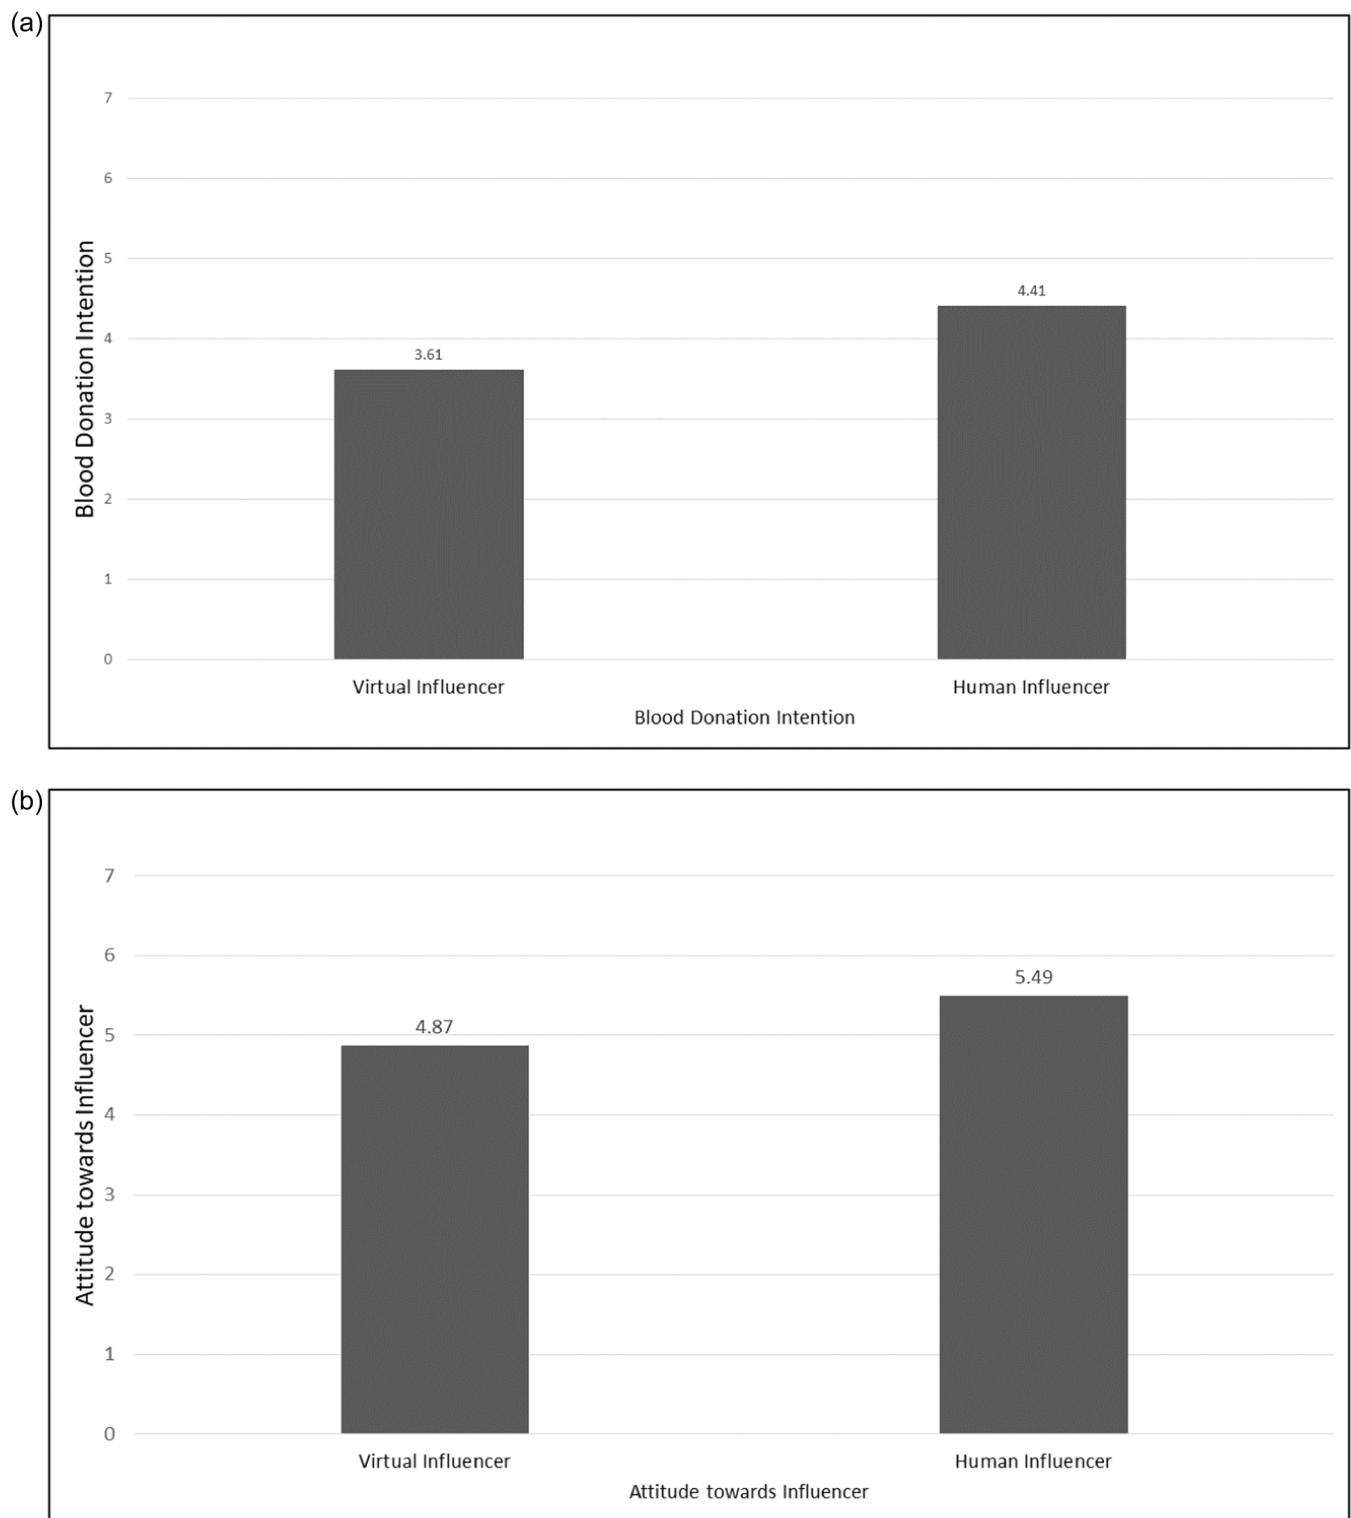 (a)
7
6
5
4
3
2
1
0
Blood Donation Intention
3.61
4.41
Virtual Influencer
Human Influencer
Blood Donation Intention
(b)
7
6
5
4
3
2
1
0
Attitude towards Influencer
4.87
5.49
Virtual Influencer
Human Influencer
Attitude towards Influencer